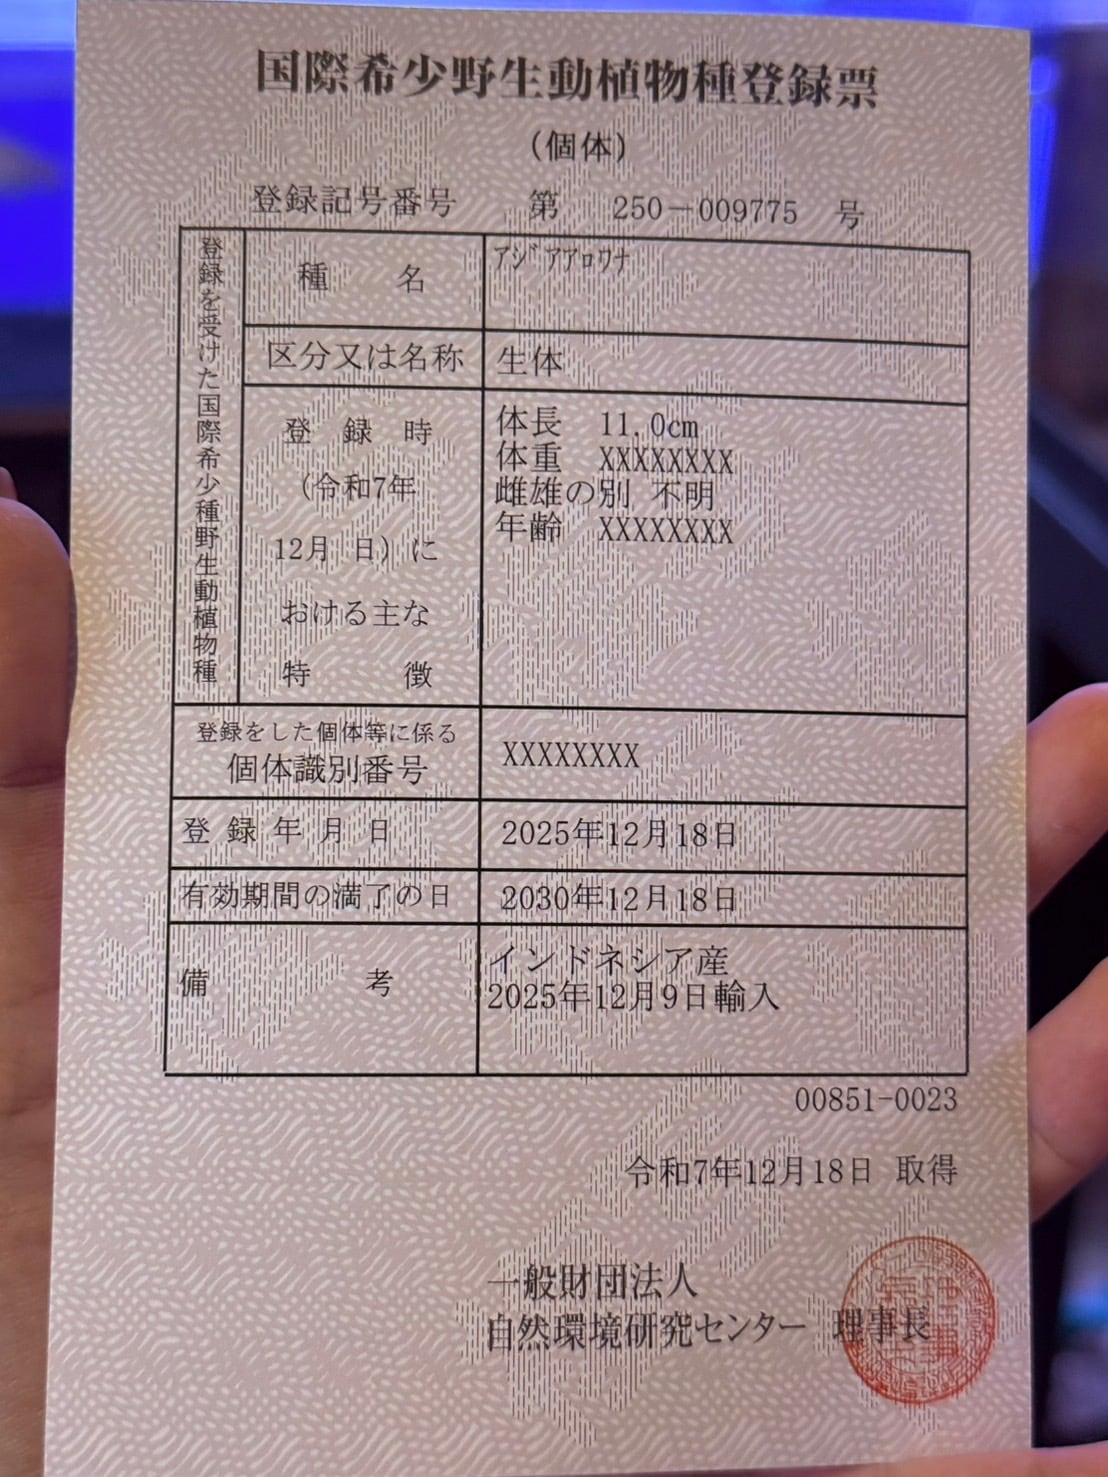 国際希少野生動植物種登録票
（個体）
登録記号番号 第 250－009775 号
登録を受けた国際希少種野生動植物種
種 名 ｱｼﾞｱｱﾛﾜﾅ
区分又は名称 生体
登録時
（令和7年
12月 日）に
おける主な
特 徴
体長 11.0cm
体重 XXXXXXXX
雌雄の別 不明
年齢 XXXXXXXX
登録をした個体等に係る
個体識別番号 XXXXXXXX
登録年月日 2025年12月18日
有効期間の満了の日 2030年12月18日
備 考 インドネシア産
2025年12月9日輸入
00851-0023
令和7年12月18日 取得
一般財団法人
自然環境研究センター 理事長